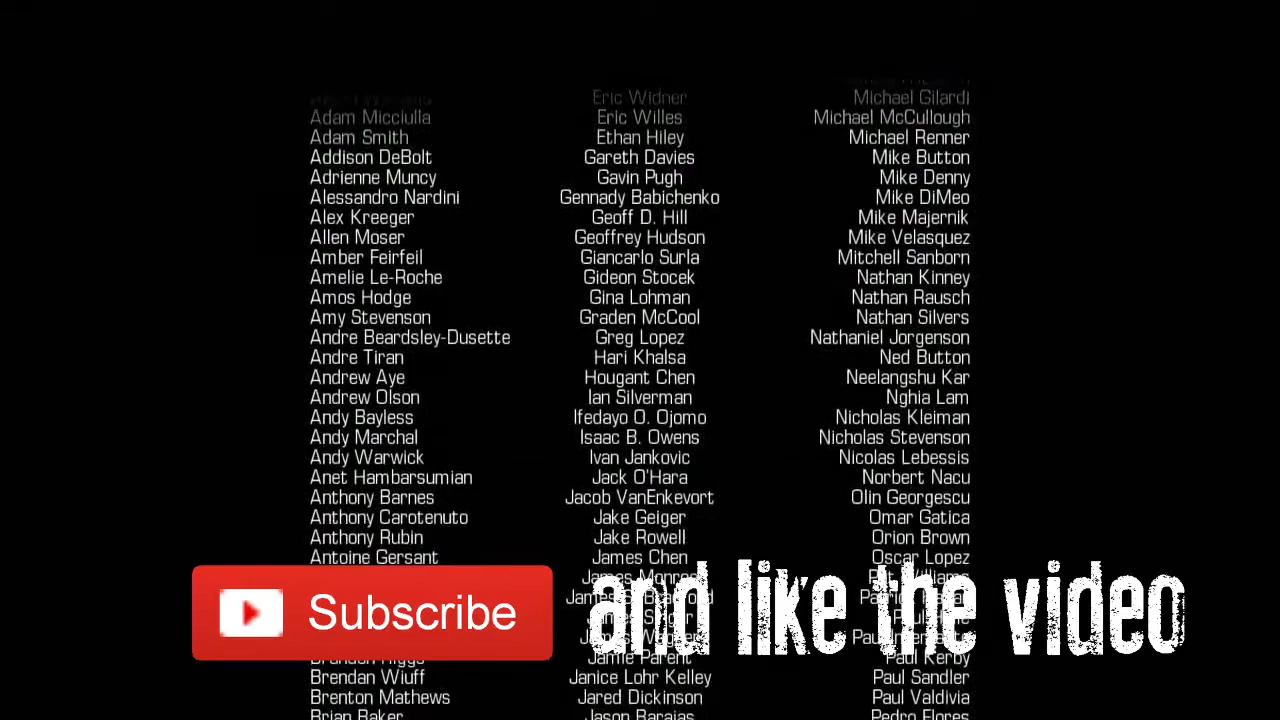 Adam Micciulla
Adam Smith
Addison DeBolt
Adrienne Muncy
Alessandro Nardini
Alex Kreeger
Allen Moser
Amber Feirfeil
Amelie Le-Roche
Amos Hodge
Amy Stevenson
Andre Beardsley-Dusette
Andre Tiran
Andrew Aye
Andrew Olson
Andy Bayless
Andy Marchal
Andy Warwick
Anet Hambarsumian
Anthony Barnes
Anthony Carotenuto
Anthony Rubin
Antoine Gersant
Brendan Wiuff
Brenton Mathews
Brian Baker
Eric Widner
Eric Willes
Ethan Hiley
Gareth Davies
Gavin Pugh
Gennady Babichenko
Geoff D. Hill
Geoffrey Hudson
Giancarlo Surla
Gideon Stocek
Gina Lohman
Graden McCool
Greg Lopez
Hari Khalsa
Hougant Chen
Ian Silverman
Ifedayo O. Ojomo
Isaac B. Owens
Ivan Jankovic
Jack O'Hara
Jacob VanEnkevort
Jake Geiger
Jake Rowell
James Chen
James
James
James
James
Jamie Parent
Janice Lohr Kelley
Jared Dickinson
Jason Barajas
Michael Gilardi
Michael McCullough
Michael Renner
Mike Button
Mike Denny
Mike DiMeo
Mike Majernik
Mike Velasquez
Mitchell Sanborn
Nathan Kinney
Nathan Rausch
Nathan Silvers
Nathaniel Jorgenson
Ned Button
Neelangshu Kar
Nghia Lam
Nicholas Kleiman
Nicholas Stevenson
Nicolas Lebessis
Norbert Nacu
Olin Georgescu
Omar Gatica
Orion Brown
Oscar Lopez
Paul Kerby
Paul Sandler
Paul Valdivia
Pedro Flores
Subscribe
and like the video